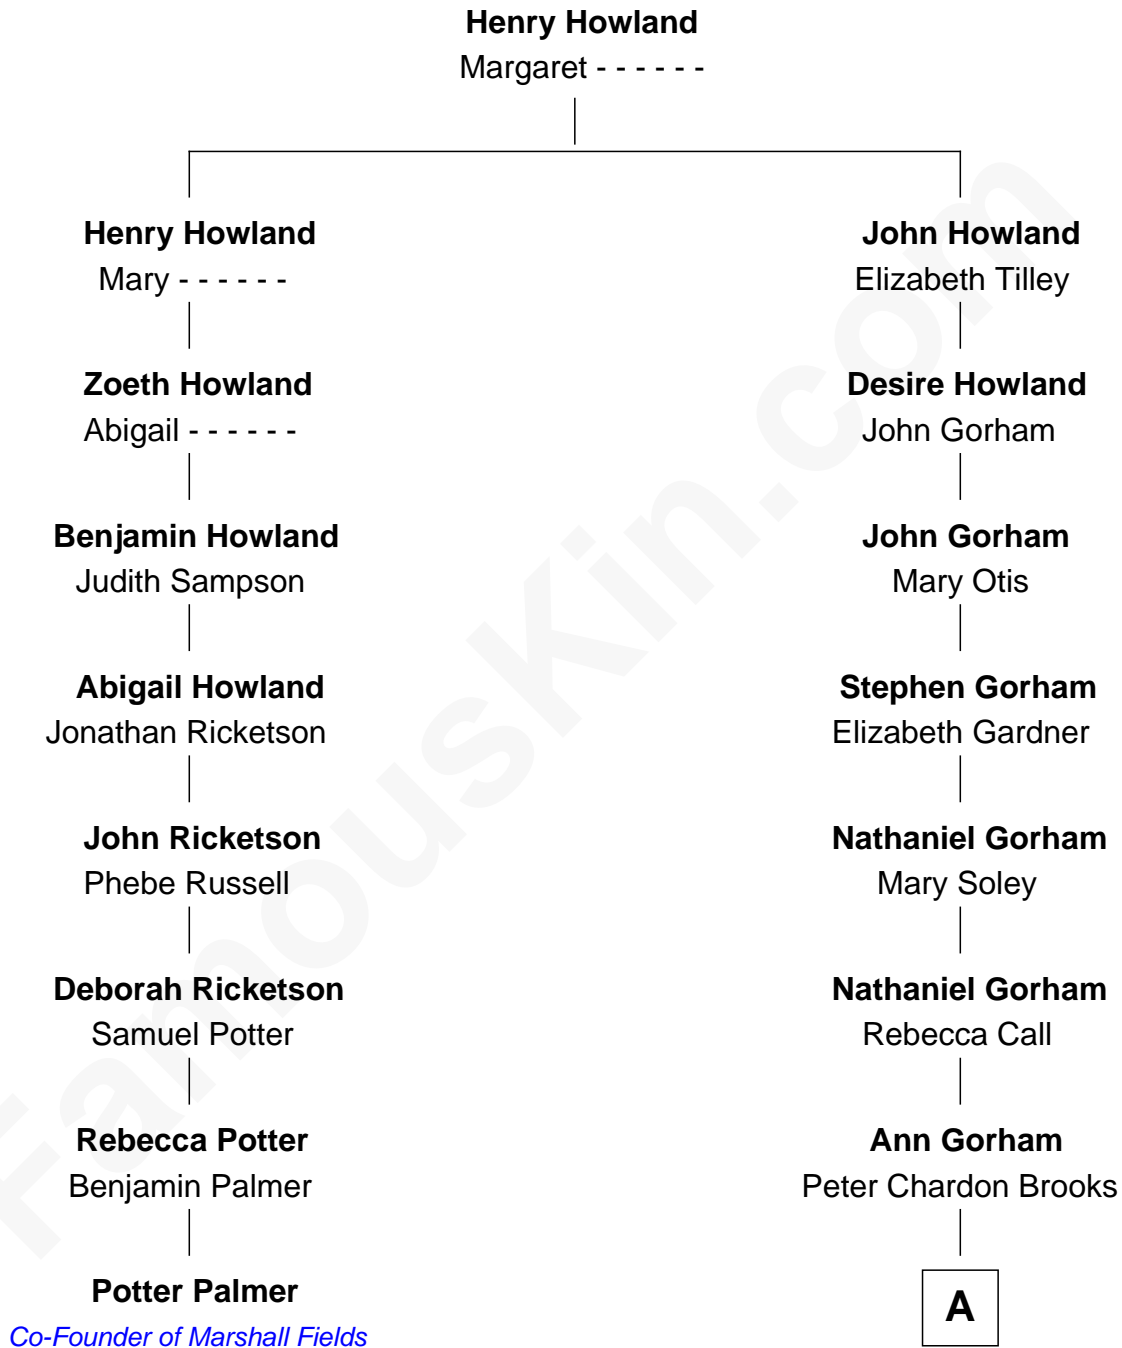 Henry Howland
Margaret - - - - - -
Henry Howland
Mary - - - - - -
John Howland
Elizabeth Tilley
Zoeth Howland
Abigail - - - - - -
Desire Howland
John Gorham
Benjamin Howland
Judith Sampson
John Gorham
Mary Otis
Abigail Howland
Jonathan Ricketson
Stephen Gorham
Elizabeth Gardner
John Ricketson
Phebe Russell
Nathaniel Gorham
Mary Soley
Deborah Ricketson
Samuel Potter
Nathaniel Gorham
Rebecca Call
Rebecca Potter
Benjamin Palmer
Ann Gorham
Peter Chardon Brooks
Potter Palmer
Co-Founder of Marshall Fields
A
FamousKin.com